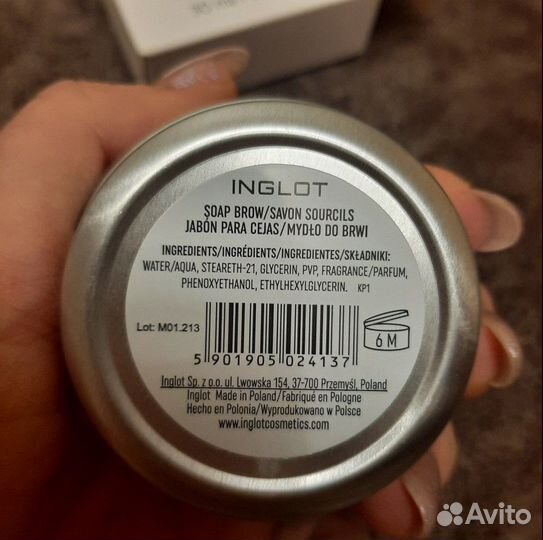 INGLOT
SOAP BROW/SAVON SOURCILS
JABÓN PARA CEJAS/MYDŁO DO BRWI
INGREDIENTS/INGRÉDIENTS/INGREDIENTES/SKŁADNIKI:
WATER/AQUA, STEARETH-21, GLYCERIN, PVP, FRAGRANCE/PARFUM,
PHENOXYETHANOL, ETHYLHEXYLGLYCERIN. KP1
Lot: M01.213
6 M
5 901905 024137
Inglot Sp. z o.o. ul. Lwowska 154, 37-700 Przemyśl, Poland
Inglot Made in Poland/Fabriqué en Pologne
Hecho en Polonia/Wyprodukowano w Polsce
www.inglotcosmetics.com
Avito